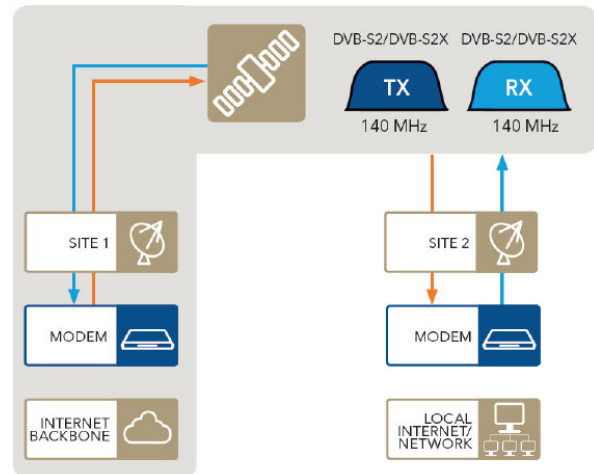 DVB-S2/DVB-S2X DVB-S2/DVB-S2X
TX RX
140 MHz 140 MHz
SITE 1
SITE 2
MODEM
MODEM
INTERNET
BACKBONE
LOCAL
INTERNET/
NETWORK